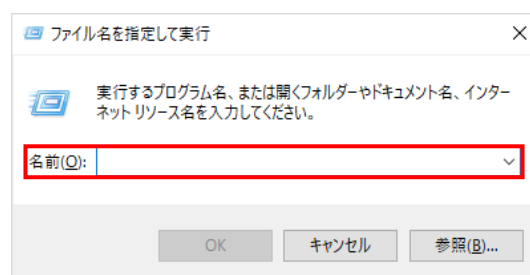 ファイル名を指定して実行
実行するプログラム名、または開くフォルダーやドキュメント名、インター
ネット リソース名を入力してください。
名前(O):
OK
キャンセル
参照(B)...